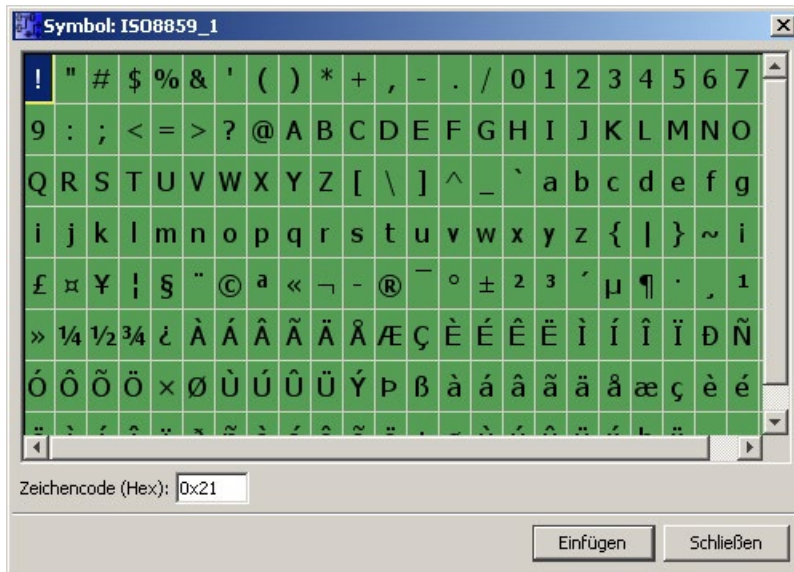 Symbol: ISO8859_1
! " # $ % & ' ( ) * + , - . / 0 1 2 3 4 5 6 7
9 : ; < = > ? @ A B C D E F G H I J K L M N O
Q R S T U V W X Y Z [ \ ] ^ _ ` a b c d e f g
i j k l m n o p q r s t u v w x y z { | } ~ ¡
£ ¤ ¥ ¦ § ¨ © ª « ¬ - ® ¯ ° ± ² ³ ´ µ ¶ · ¸ ¹
» ¼ ½ ¾ ¿ À Á Â Ã Ä Å Æ Ç È É Ê Ë Ì Í Î Ï Ð Ñ
Ó Ô Õ Ö × Ø Ù Ú Û Ü Ý Þ ß à á â ã ä å æ ç è é
Zeichencode (Hex): 0x21
Einfügen Schließen